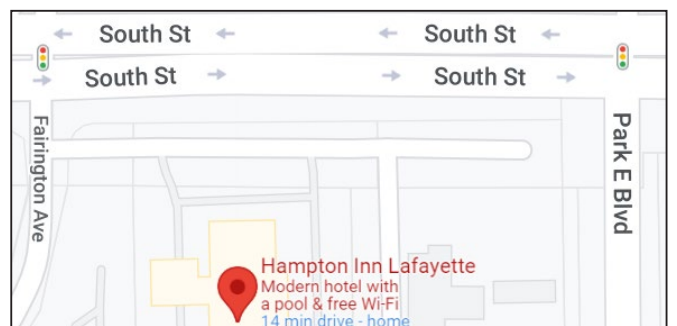 South St
South St
South St
South St
Fairington Ave
Park E Blvd
Hampton Inn Lafayette
Modern hotel with
a pool & free Wi-Fi
14 min drive - home